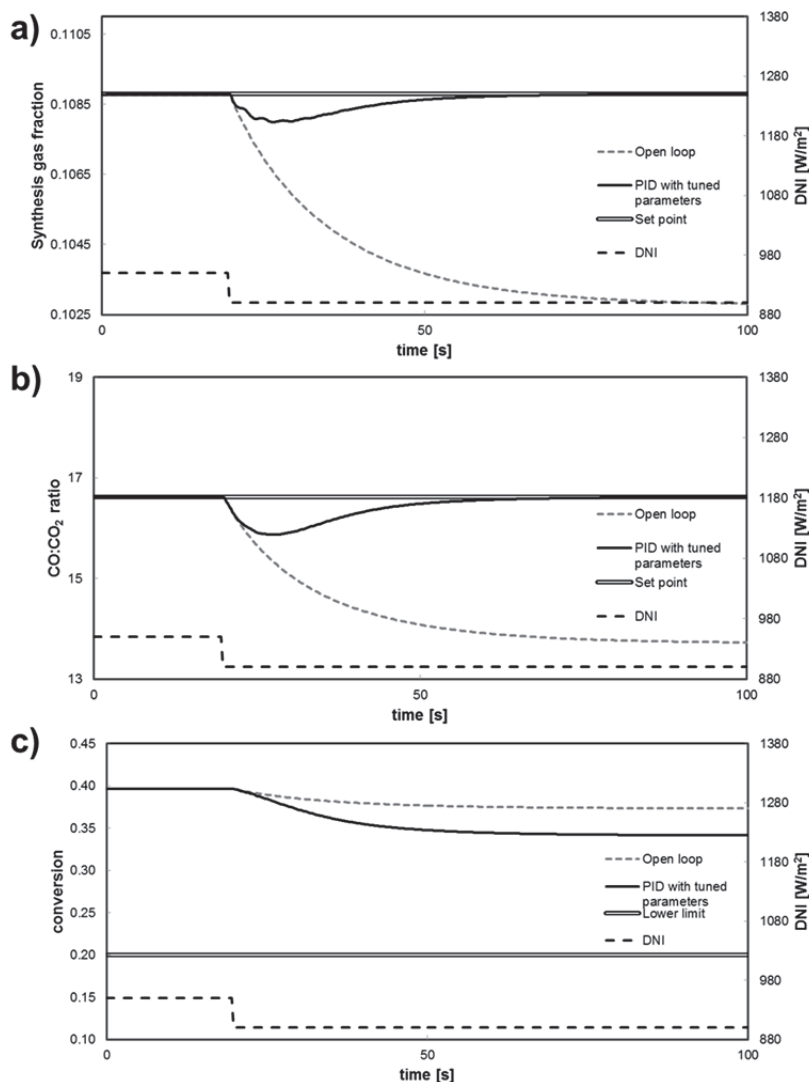 a)
0.1105
0.1085
0.1065
0.1045
0.1025
Synthesis gas fraction
1380
1280
1180
1080
980
880
DNI [W/m²]
Open loop
PID with tuned
parameters
Set point
DNI
0
50
100
time [s]
b)
19
17
15
13
CO:CO₂ ratio
1380
1280
1180
1080
980
880
DNI [W/m²]
Open loop
PID with tuned
parameters
Set point
DNI
0
50
100
time [s]
c)
0.45
0.40
0.35
0.30
0.25
0.20
0.15
0.10
conversion
1380
1280
1180
1080
980
880
DNI [W/m²]
Open loop
PID with tuned
parameters
Lower limit
DNI
0
50
100
time [s]